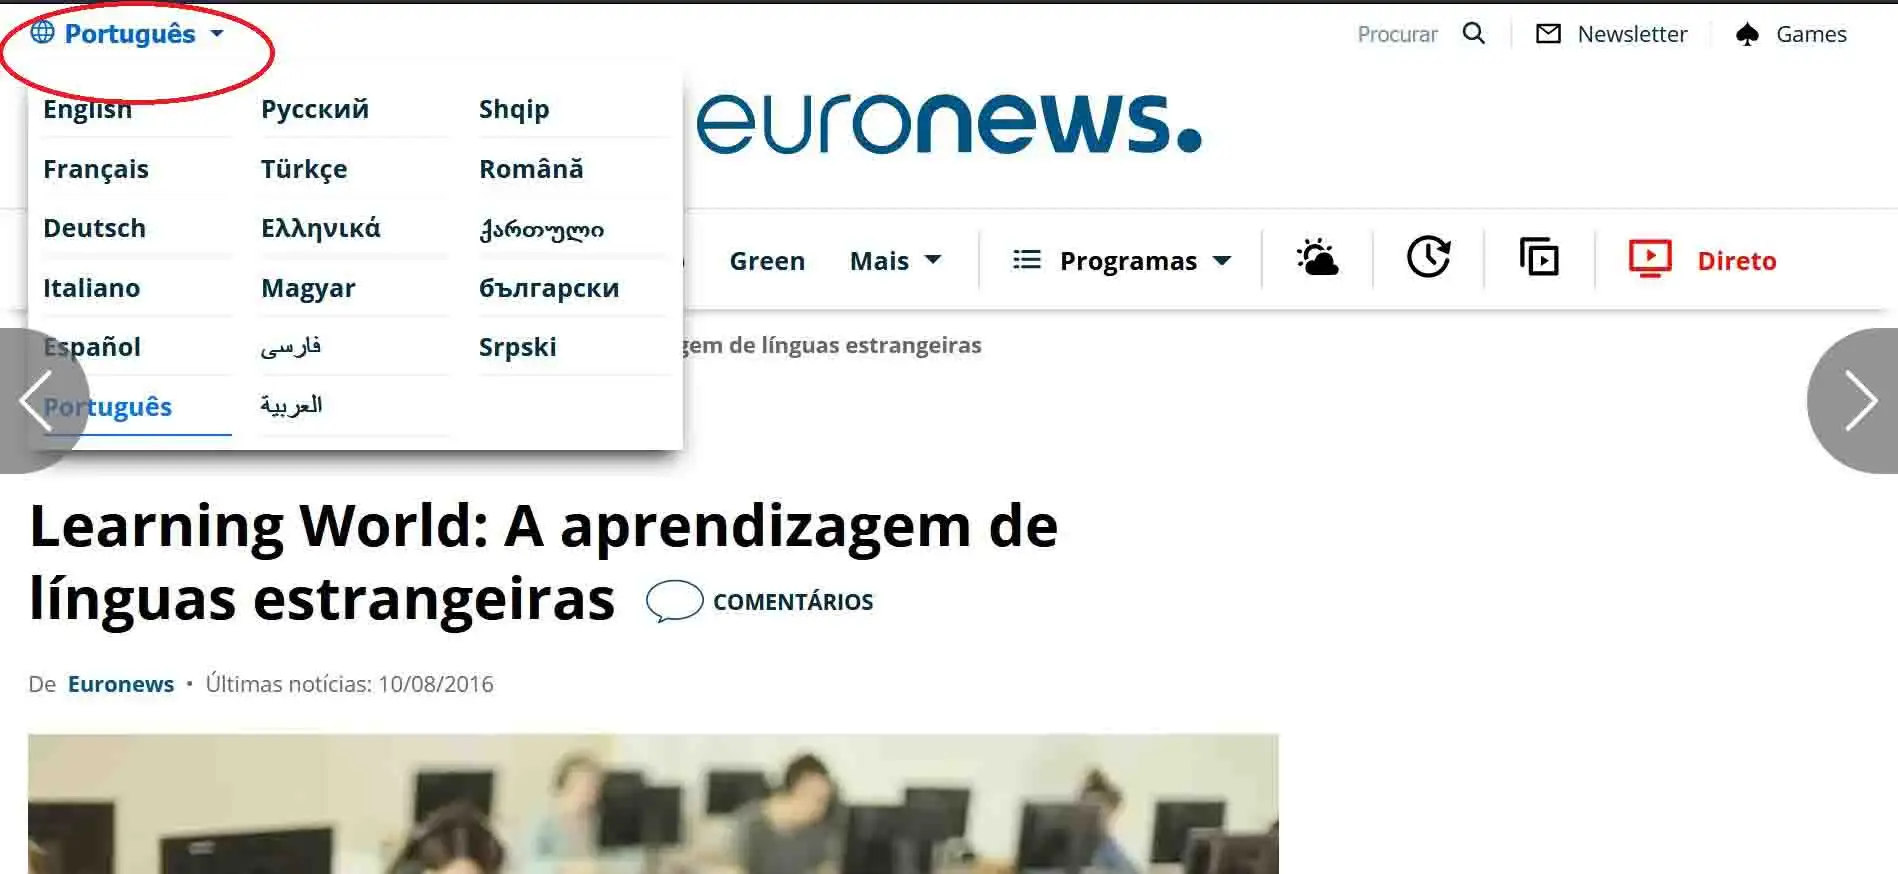 Português
Procurar
Newsletter
Games
English
Русский
Shqip
Français
Türkçe
Română
Deutsch
Ελληνικά
ქართული
Italiano
Magyar
български
Español
فارسی
Srpski
Português
العربية
euronews.
Green
Mais
Programas
Direto
gem de línguas estrangeiras
Learning World: A aprendizagem de
línguas estrangeiras
COMENTÁRIOS
De Euronews • Últimas notícias: 10/08/2016